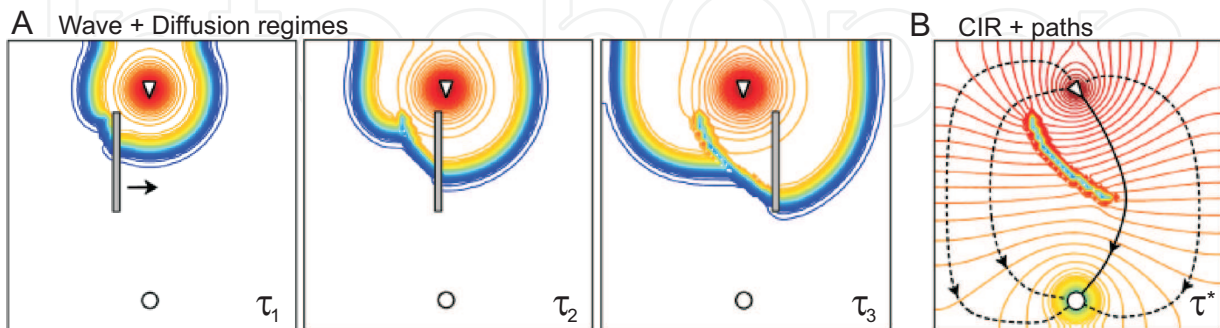 A Wave + Diffusion regimes
B CIR + paths
τ1
τ2
τ3
τ*